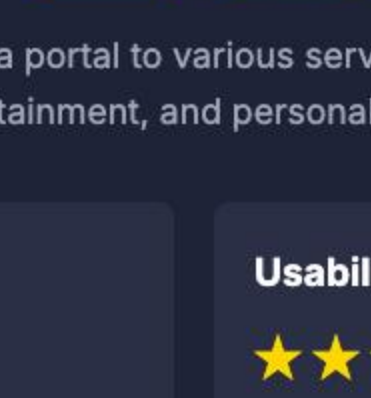 a portal to various serv
tainment, and personal
Usabil